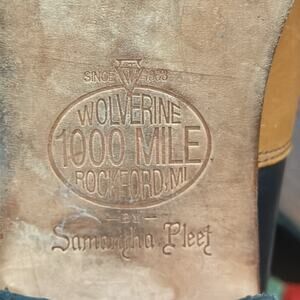 SINCE 1883
WOLVERINE
1000 MILE
ROCKFORD, MI
BY
Samantha Pleet